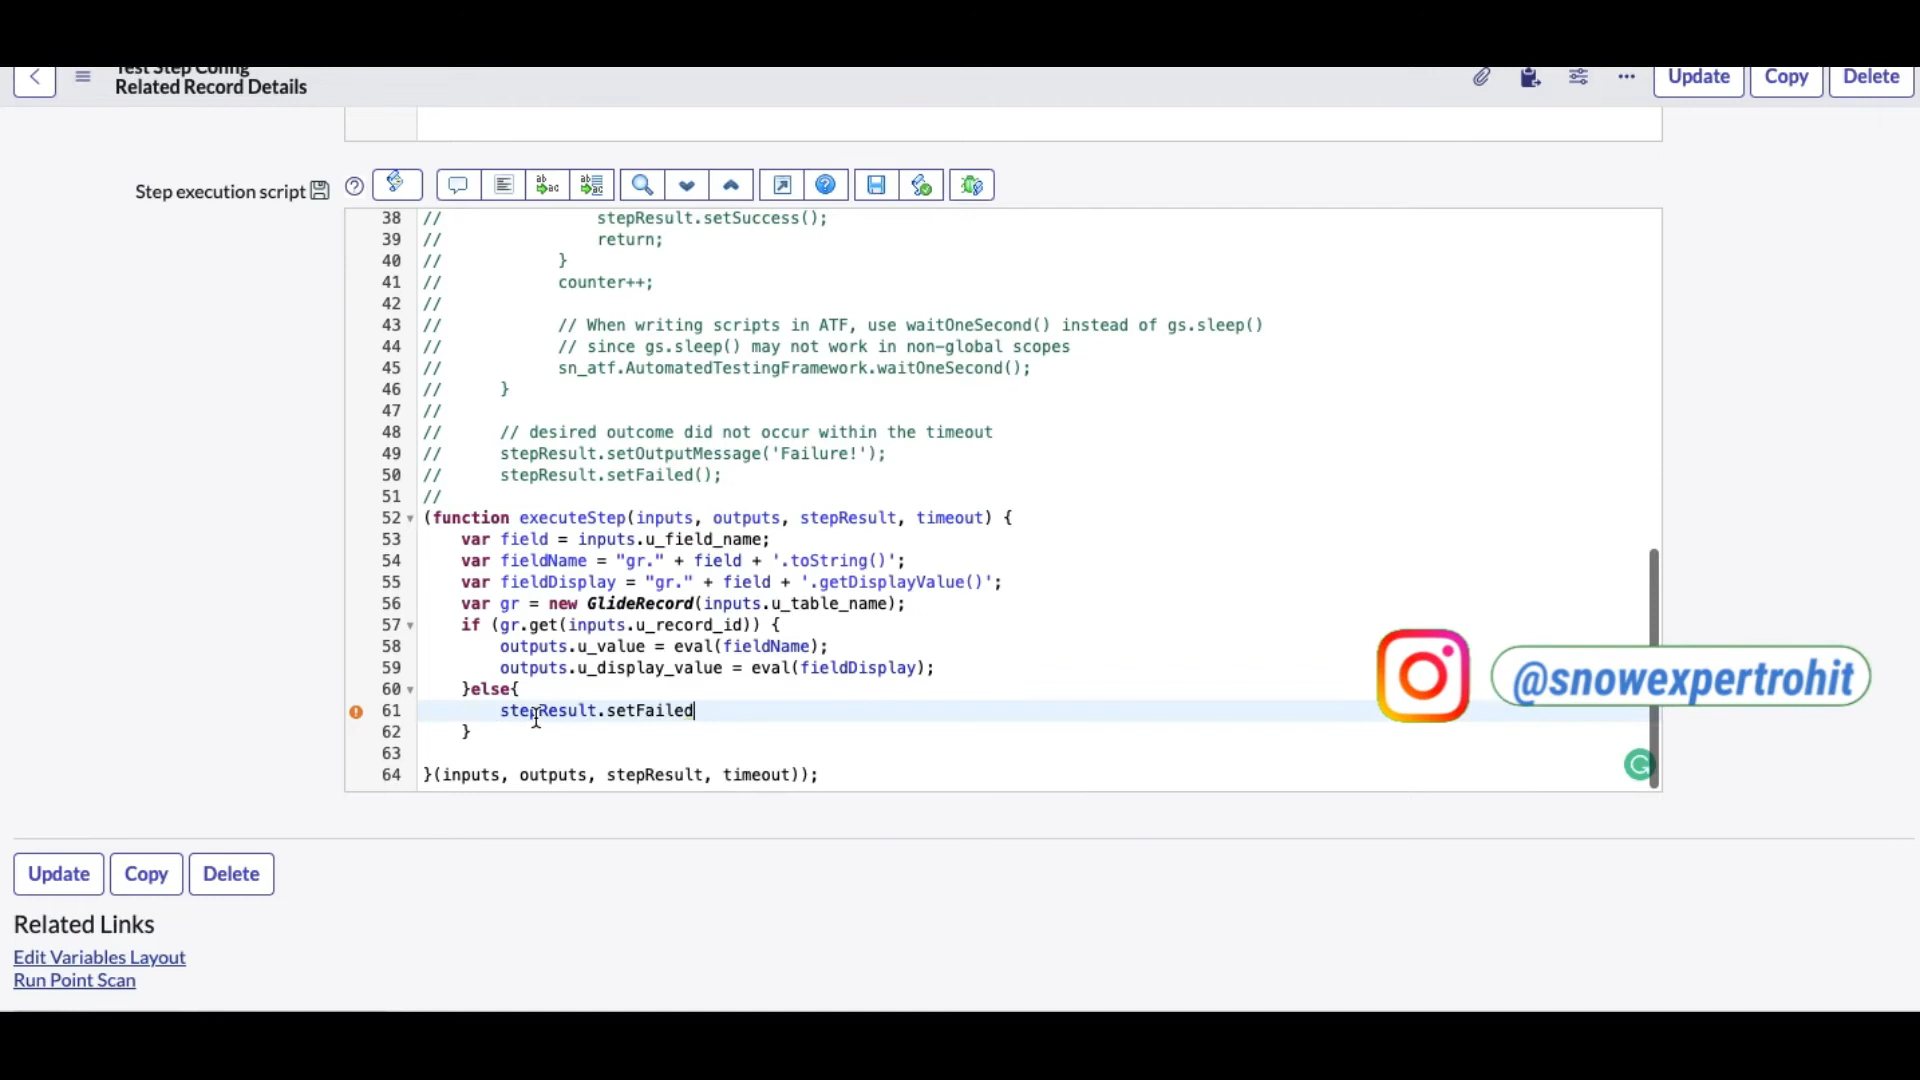 Test Step Config
Related Record Details
Update
Copy
Delete
Step execution script
38 // stepResult.setSuccess();
39 // return;
40 // }
41 // counter++;
42 //
43 // // When writing scripts in ATF, use waitOneSecond() instead of gs.sleep()
44 // // since gs.sleep() may not work in non-global scopes
45 // sn_atf.AutomatedTestingFramework.waitOneSecond();
46 // }
47 //
48 // // desired outcome did not occur within the timeout
49 // stepResult.setOutputMessage('Failure!');
50 // stepResult.setFailed();
51 //
52 (function executeStep(inputs, outputs, stepResult, timeout) {
53 var field = inputs.u_field_name;
54 var fieldName = "gr." + field + '.toString()';
55 var fieldDisplay = "gr." + field + '.getDisplayValue()';
56 var gr = new GlideRecord(inputs.u_table_name);
57 if (gr.get(inputs.u_record_id)) {
58 outputs.u_value = eval(fieldName);
59 outputs.u_display_value = eval(fieldDisplay);
60 }else{
61 stepResult.setFailed
62 }
63
64 }(inputs, outputs, stepResult, timeout));
@snowexpertrohit
Update
Copy
Delete
Related Links
Edit Variables Layout
Run Point Scan